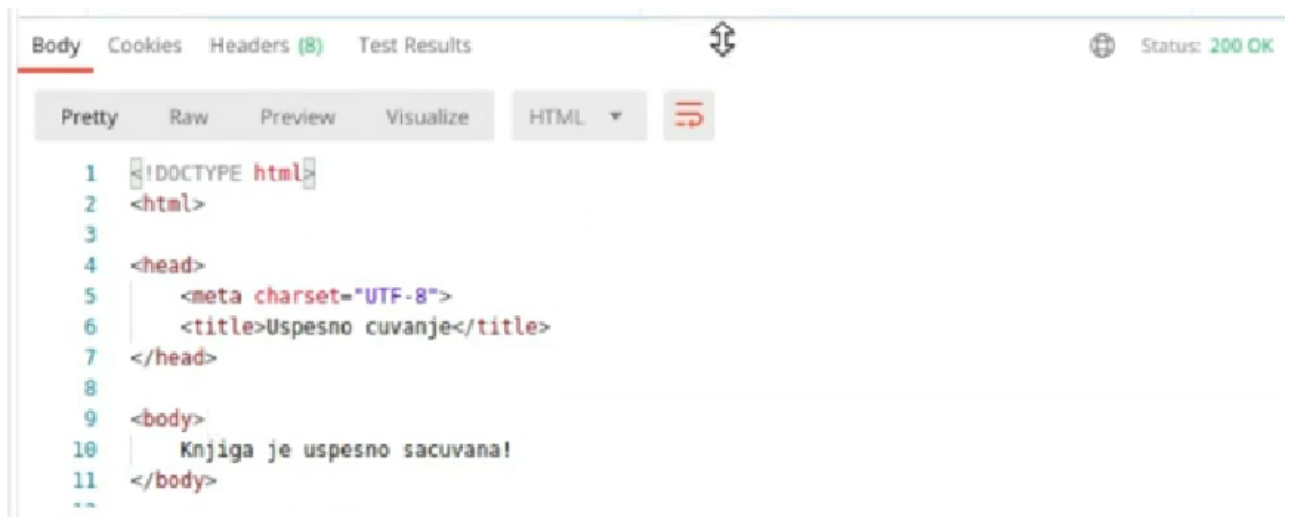 Body Cookies Headers (8) Test Results Status: 200 OK
Pretty Raw Preview Visualize HTML
1 <!DOCTYPE html>
2 <html>
3
4 <head>
5 <meta charset="UTF-8">
6 <title>Uspesno cuvanje</title>
7 </head>
8
9 <body>
10 Knjiga je uspesno sacuvana!
11 </body>